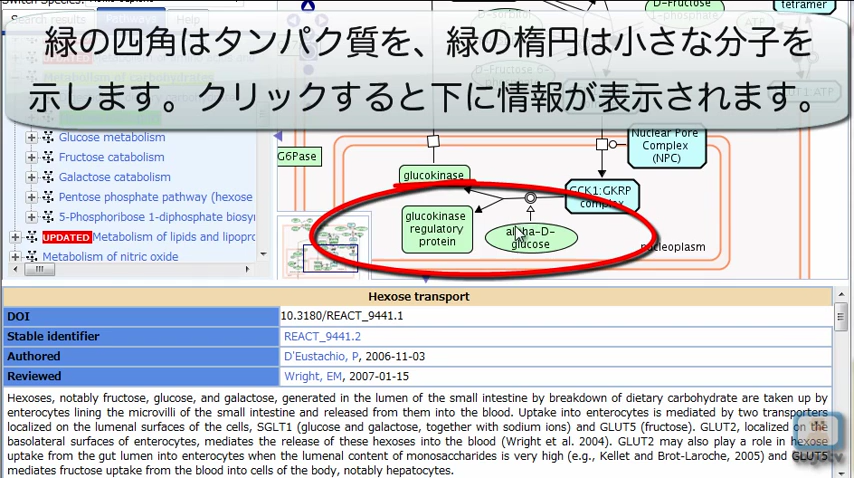 緑の四角はタンパク質を、緑の楕円は小さな分子を
示します。クリックすると下に情報が表示されます。
tetramer
Glucose metabolism
Fructose catabolism
Galactose catabolism
Pentose phosphate pathway (hexose
5-Phosphoribose 1-diphosphate biosy
UPDATED Metabolism of lipids and lipopro
Metabolism of nitric oxide
G6Pase
glucokinase
Nuclear Pore
Complex
(NPC)
GCK1:GKRP
complex
glucokinase
regulatory
protein
alpha-D-
glucose
nucleoplasm
Hexose transport
DOI 10.3180/REACT_9441.1
Stable identifier REACT_9441.2
Authored D'Eustachio, P, 2006-11-03
Reviewed Wright, EM, 2007-01-15
Hexoses, notably fructose, glucose, and galactose, generated in the lumen of the small intestine by breakdown of dietary carbohydrate are taken up by
enterocytes lining the microvilli of the small intestine and released from them into the blood. Uptake into enterocytes is mediated by two transporters
localized on the lumenal surfaces of the cells, SGLT1 (glucose and galactose, together with sodium ions) and GLUT5 (fructose). GLUT2, localized on the
basolateral surfaces of enterocytes, mediates the release of these hexoses into the blood (Wright et al. 2004). GLUT2 may also play a role in hexose
uptake from the gut lumen into enterocytes when the lumenal content of monosaccharides is very high (e.g., Kellet and Brot-Laroche, 2005) and GLUT5
mediates fructose uptake from the blood into cells of the body, notably hepatocytes.